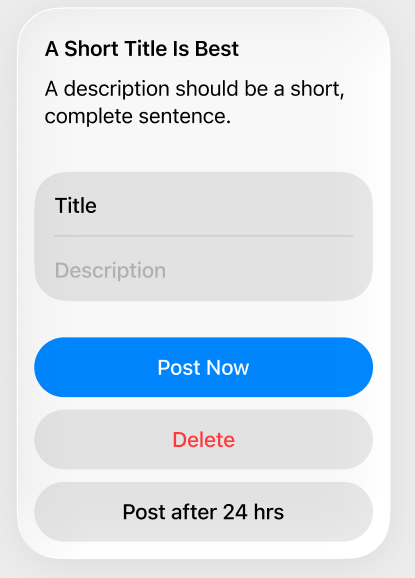 A Short Title Is Best
A description should be a short,
complete sentence.
Title
Description
Post Now
Delete
Post after 24 hrs